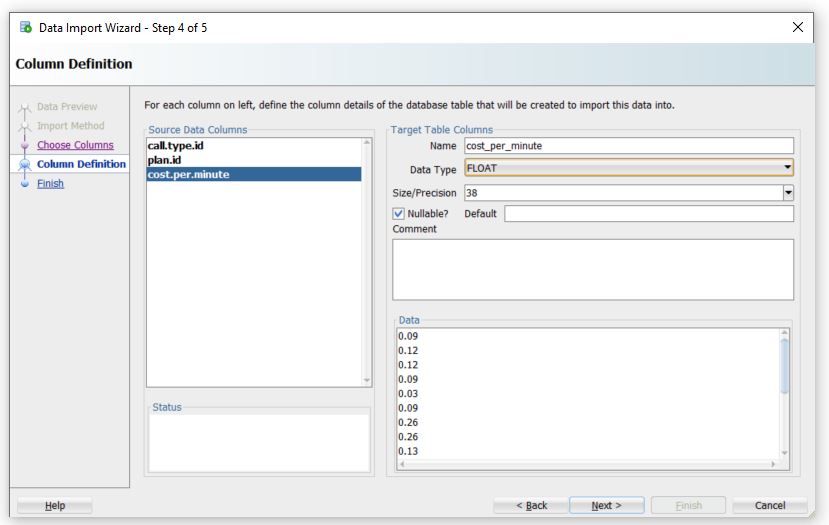 Data Import Wizard - Step 4 of 5
Column Definition
Data Preview
Import Method
Choose Columns
Column Definition
Finish
For each column on left, define the column details of the database table that will be created to import this data into.
Source Data Columns
call.type.id
plan.id
cost.per.minute
Status
Target Table Columns
Name cost_per_minute
Data Type FLOAT
Size/Precision 38
Nullable? Default
Comment
Data
0.09
0.12
0.12
0.09
0.03
0.09
0.26
0.26
0.13
Help < Back Next > Finish Cancel